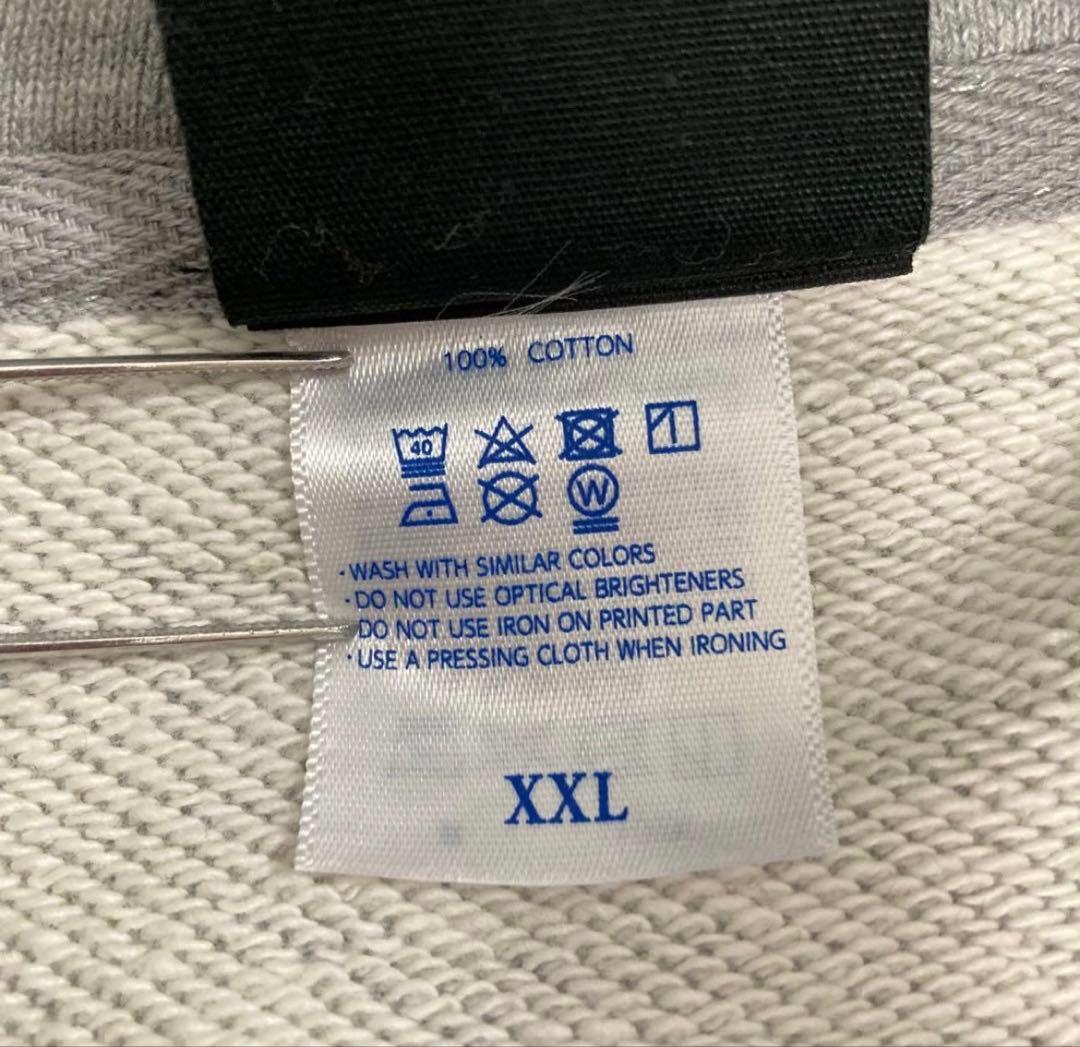 100% COTTON
40
W
·WASH WITH SIMILAR COLORS
·DO NOT USE OPTICAL BRIGHTENERS
DO NOT USE IRON ON PRINTED PART
·USE A PRESSING CLOTH WHEN IRONING
XXL